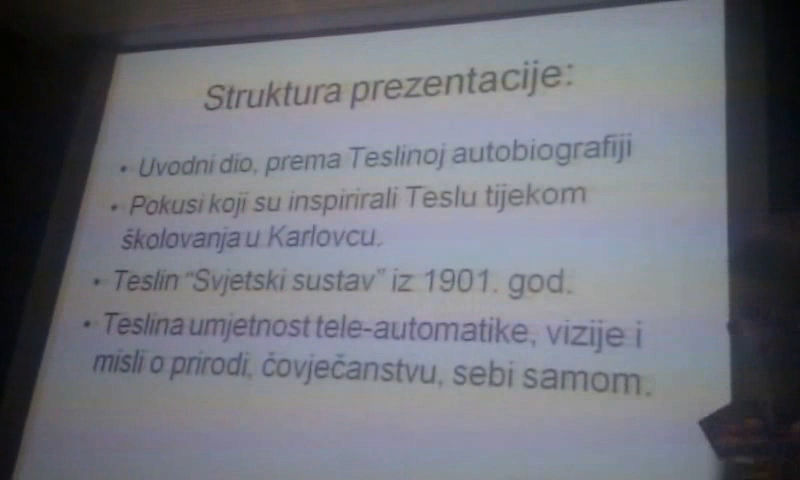 Struktura prezentacije:
• Uvodni dio, prema Teslinoj autobiografiji
• Pokusi koji su inspirirali Teslu tijekom
školovanja u Karlovcu.
• Teslin "Svjetski sustav" iz 1901. god.
• Teslina umjetnost tele-automatike, vizije i
misli o prirodi, čovječanstvu, sebi samom.